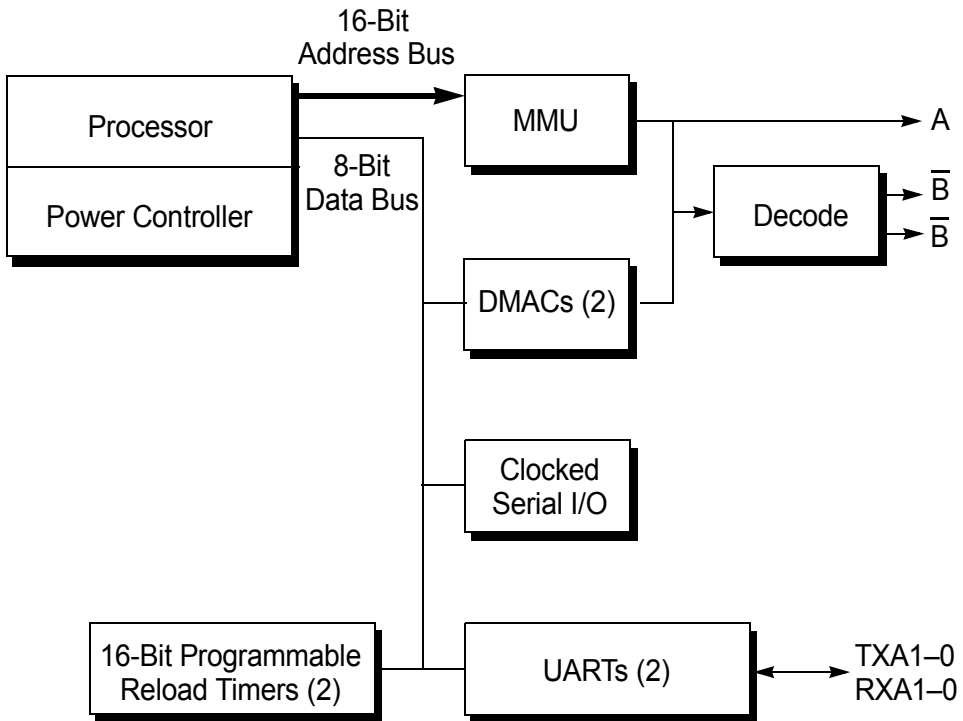 16-Bit
Address Bus
Processor
MMU
A
8-Bit
Data Bus
Power Controller
Decode
B̅
B̅
DMACs (2)
Clocked
Serial I/O
16-Bit Programmable
Reload Timers (2)
UARTs (2)
TXA1–0
RXA1–0